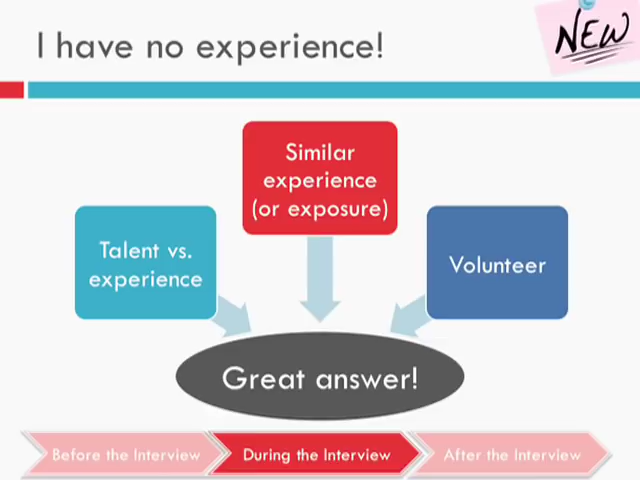 I have no experience!
NEW
Similar
experience
(or exposure)
Talent vs.
experience
Volunteer
Great answer!
Before the Interview
During the Interview
After the Interview